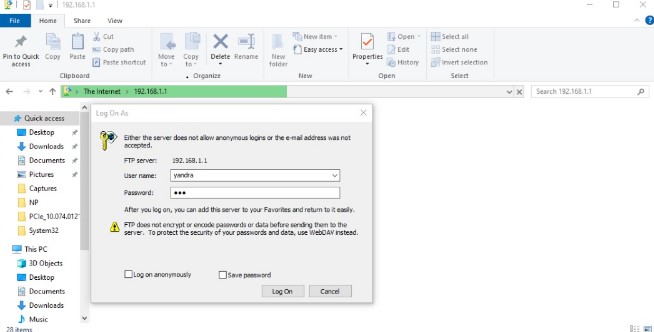 192.168.1.1
File
Home
Share
View
Pin to Quick access
Copy
Paste
Cut
Copy path
Paste shortcut
Clipboard
Move to
Copy to
Delete
Rename
Organize
New folder
New item
Easy access
New
Properties
Open
Edit
History
Open
Select all
Select none
Invert selection
Select
The Internet
192.168.1.1
Search 192.168.1.1
Quick access
Desktop
Downloads
Documents
Pictures
Captures
NP
PCIe_10.074.0121
System32
This PC
3D Objects
Desktop
Documents
Downloads
Music
28 items
Log On As
Either the server does not allow anonymous logins or the e-mail address was not
accepted.
FTP server: 192.168.1.1
User name: yandra
Password: •••
After you log on, you can add this server to your Favorites and return to it easily.
FTP does not encrypt or encode passwords or data before sending them to the
server. To protect the security of your passwords and data, use WebDAV instead.
Log on anonymously
Save password
Log On
Cancel